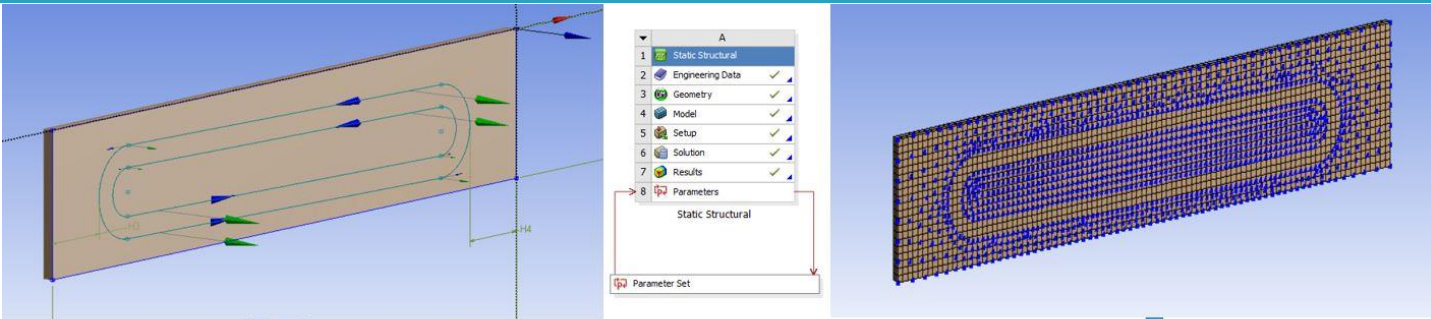 H3
H4
A
1 Static Structural
2 Engineering Data
3 Geometry
4 Model
5 Setup
6 Solution
7 Results
8 Parameters
Static Structural
Parameter Set